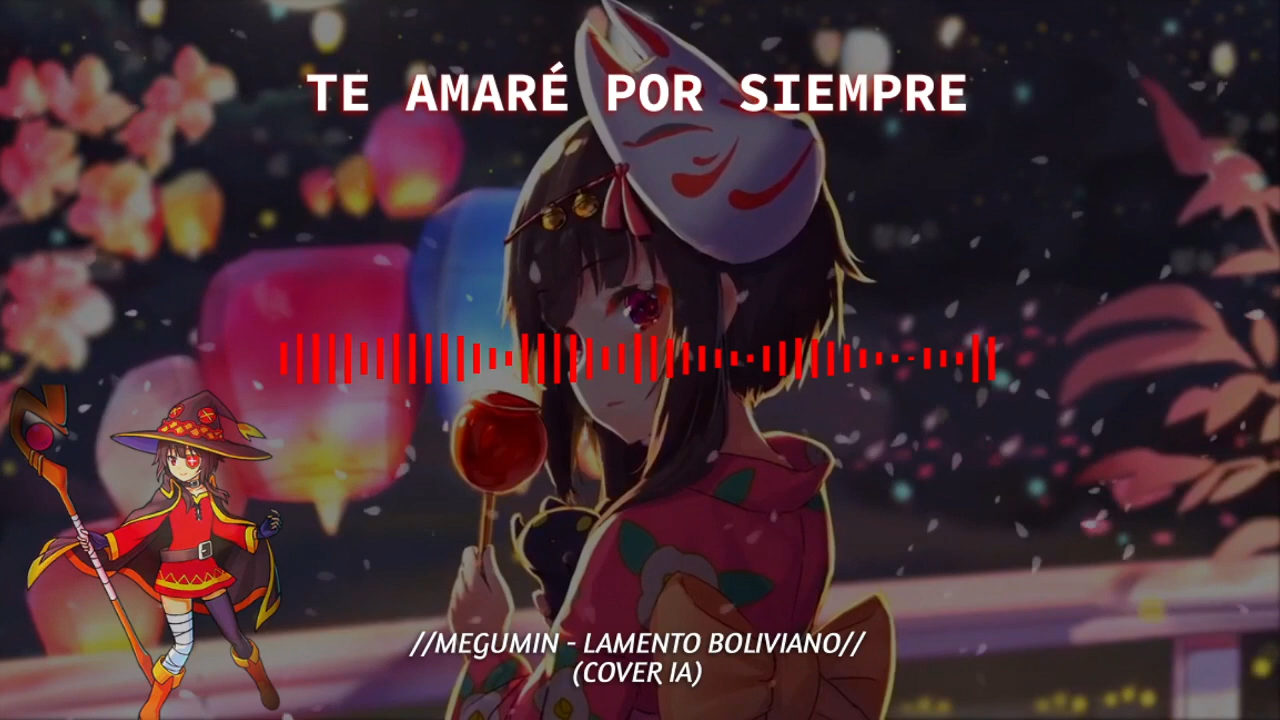 TE AMARÉ POR SIEMPRE
//MEGUMIN - LAMENTO BOLIVIANO//
(COVER IA)